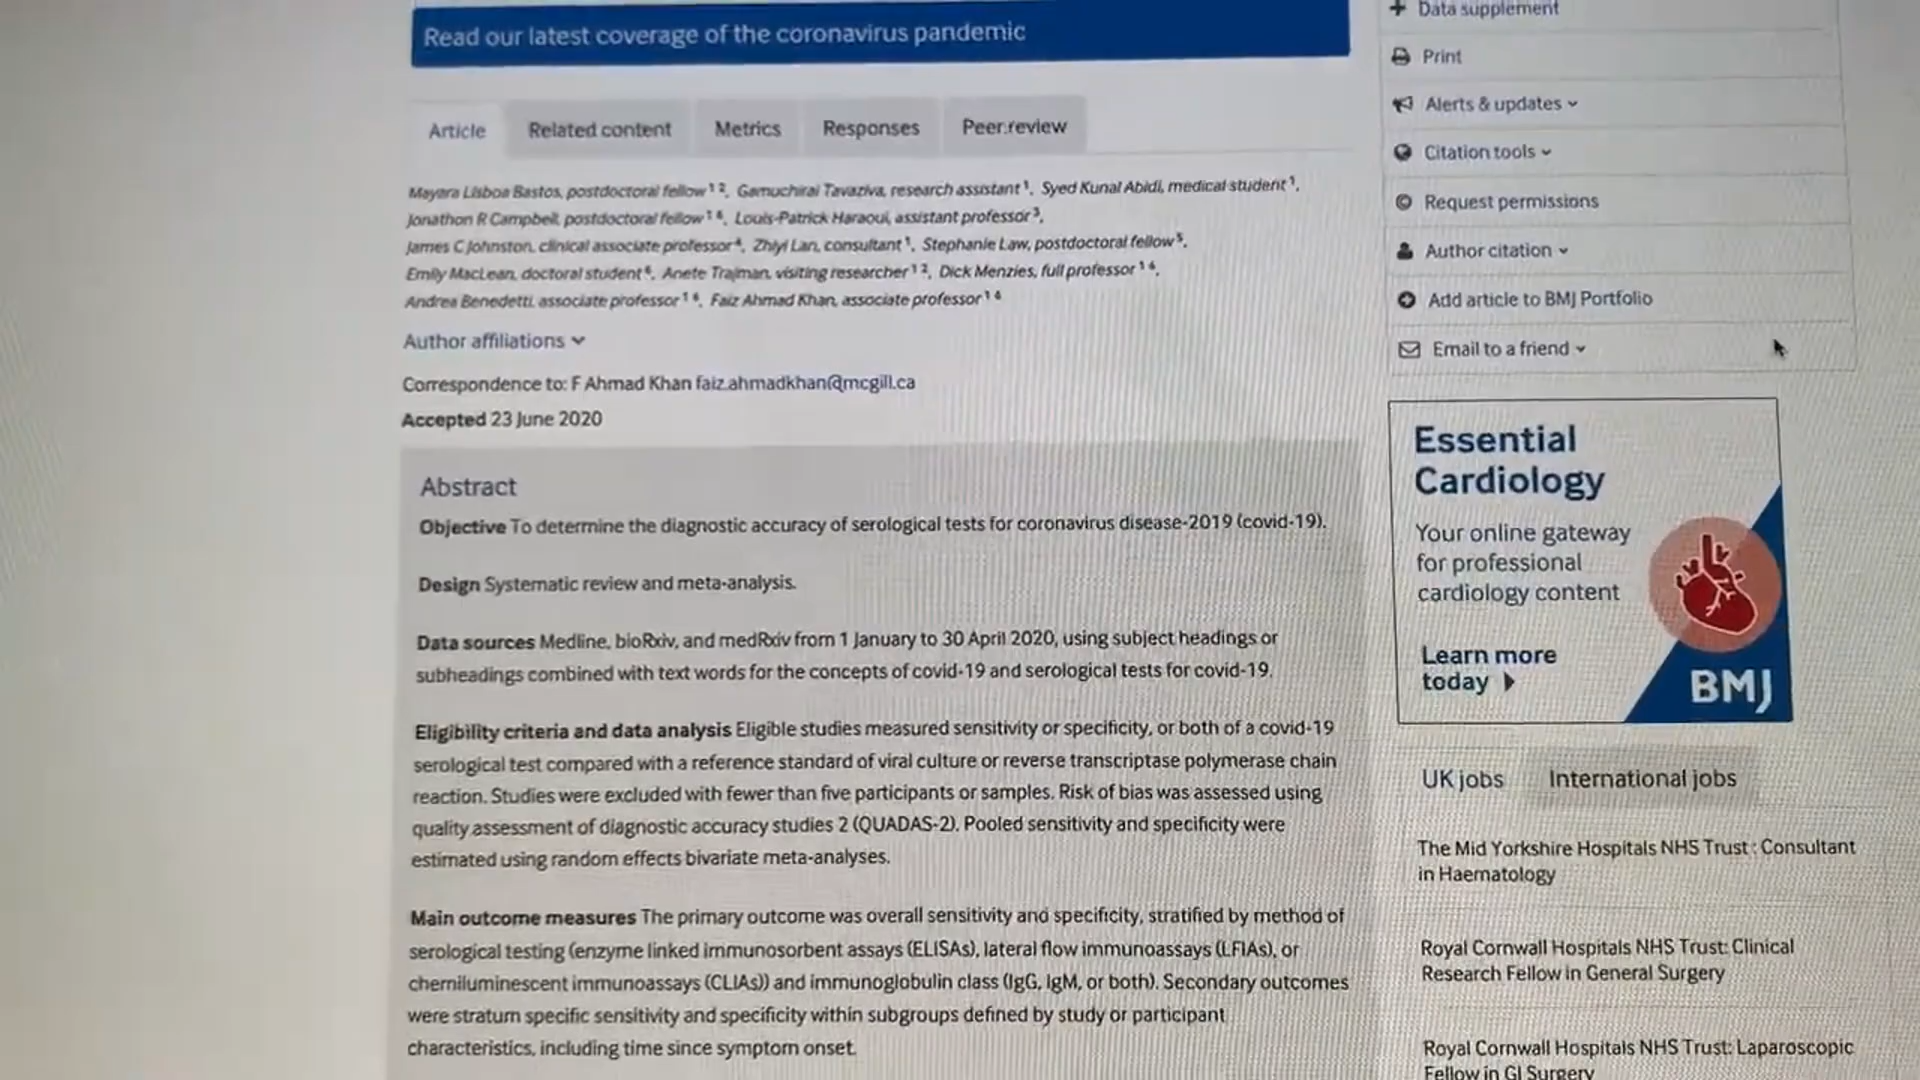 Read our latest coverage of the coronavirus pandemic
Article
Related content
Metrics
Responses
Peer review
Mayara Lisboa Bastos, postdoctoral fellow 1 2, Gamuchirai Tavaziva, research assistant 1, Syed Kunal Abidi, medical student 1,
Jonathon R Campbell, postdoctoral fellow 1 6, Louis-Patrick Haraoui, assistant professor 3,
James C Johnston, clinical associate professor 4, Zhiyi Lan, consultant 1, Stephanie Law, postdoctoral fellow 5,
Emily MacLean, doctoral student 6, Anete Trajman, visiting researcher 1 2, Dick Menzies, full professor 1 6,
Andrea Benedetti, associate professor 1 6, Faiz Ahmad Khan, associate professor 1 6
Author affiliations
Correspondence to: F Ahmad Khan faiz.ahmadkhan@mcgill.ca
Accepted 23 June 2020
Abstract
Objective To determine the diagnostic accuracy of serological tests for coronavirus disease-2019 (covid-19).
Design Systematic review and meta-analysis.
Data sources Medline, bioRxiv, and medRxiv from 1 January to 30 April 2020, using subject headings or
subheadings combined with text words for the concepts of covid-19 and serological tests for covid-19.
Eligibility criteria and data analysis Eligible studies measured sensitivity or specificity, or both of a covid-19
serological test compared with a reference standard of viral culture or reverse transcriptase polymerase chain
reaction. Studies were excluded with fewer than five participants or samples. Risk of bias was assessed using
quality assessment of diagnostic accuracy studies 2 (QUADAS-2). Pooled sensitivity and specificity were
estimated using random effects bivariate meta-analyses.
Main outcome measures The primary outcome was overall sensitivity and specificity, stratified by method of
serological testing (enzyme linked immunosorbent assays (ELISAs), lateral flow immunoassays (LFIAs), or
chemiluminescent immunoassays (CLIAs)) and immunoglobulin class (IgG, IgM, or both). Secondary outcomes
were stratum specific sensitivity and specificity within subgroups defined by study or participant
characteristics, including time since symptom onset.
Data supplement
Print
Alerts & updates
Citation tools
Request permissions
Author citation
Add article to BMJ Portfolio
Email to a friend
Essential
Cardiology
Your online gateway
for professional
cardiology content
Learn more
today
BMJ
UK jobs
International jobs
The Mid Yorkshire Hospitals NHS Trust : Consultant
in Haematology
Royal Cornwall Hospitals NHS Trust: Clinical
Research Fellow in General Surgery
Royal Cornwall Hospitals NHS Trust: Laparoscopic
Fellow in GI Surgery